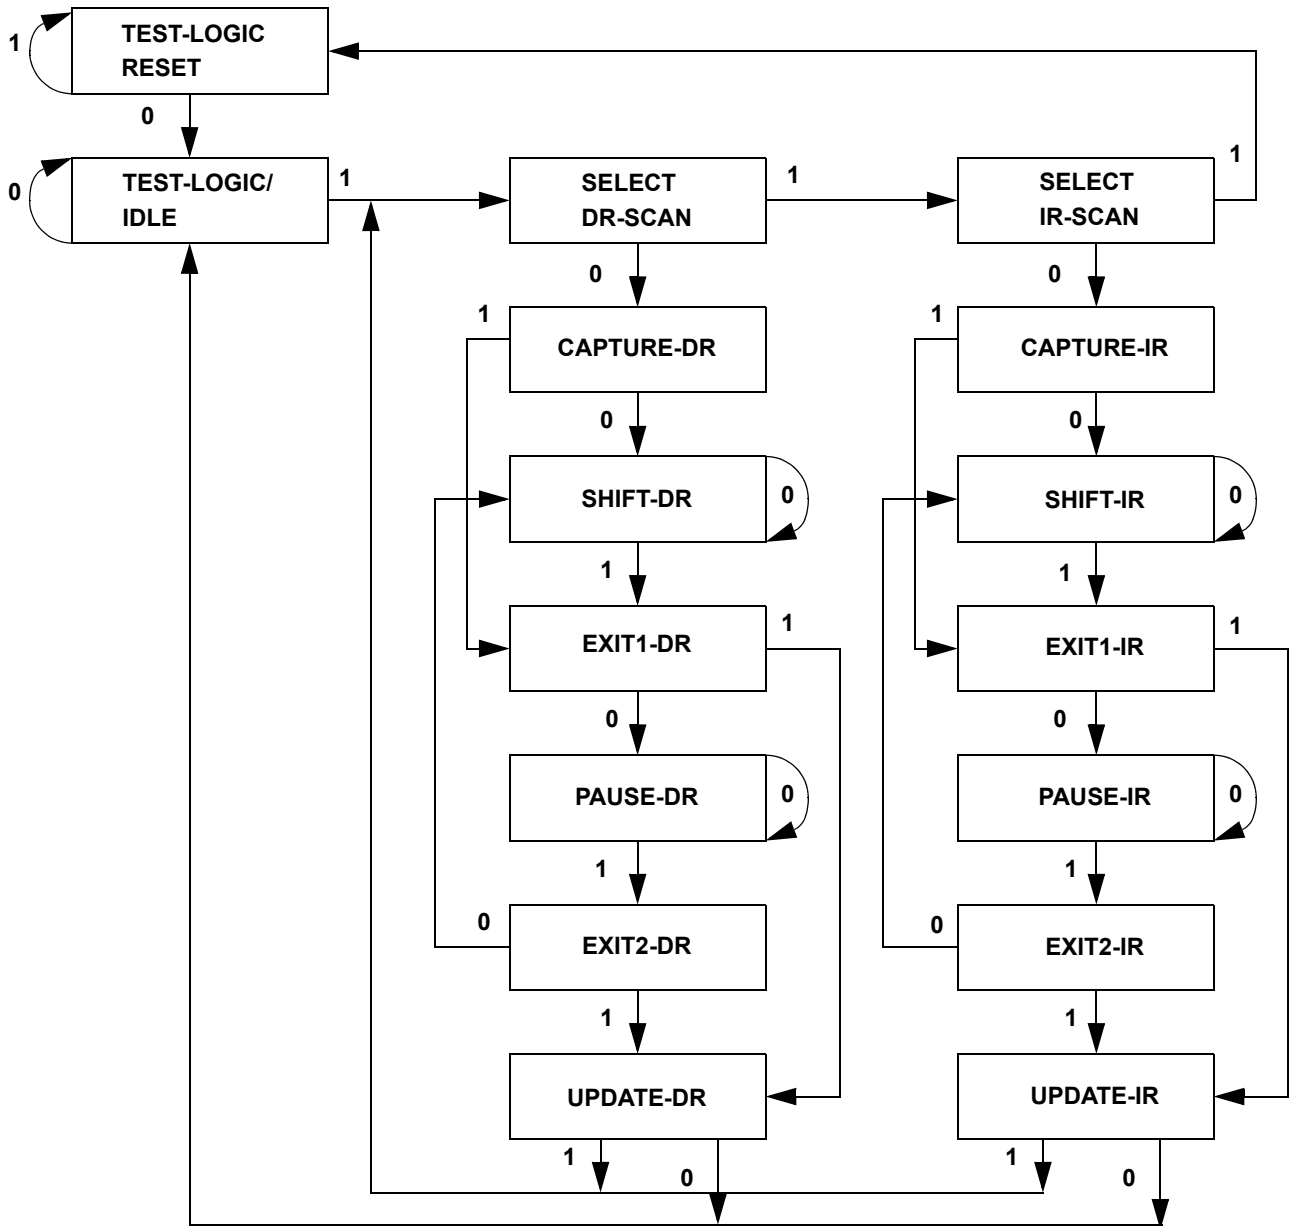 1
TEST-LOGIC
RESET
0
0
TEST-LOGIC/
IDLE
1
SELECT
DR-SCAN
1
SELECT
IR-SCAN
1
0
0
1
CAPTURE-DR
1
CAPTURE-IR
0
0
SHIFT-DR
0
SHIFT-IR
0
1
1
EXIT1-DR
1
EXIT1-IR
1
0
0
PAUSE-DR
0
PAUSE-IR
0
1
1
0
EXIT2-DR
0
EXIT2-IR
1
1
UPDATE-DR
UPDATE-IR
1
0
1
0